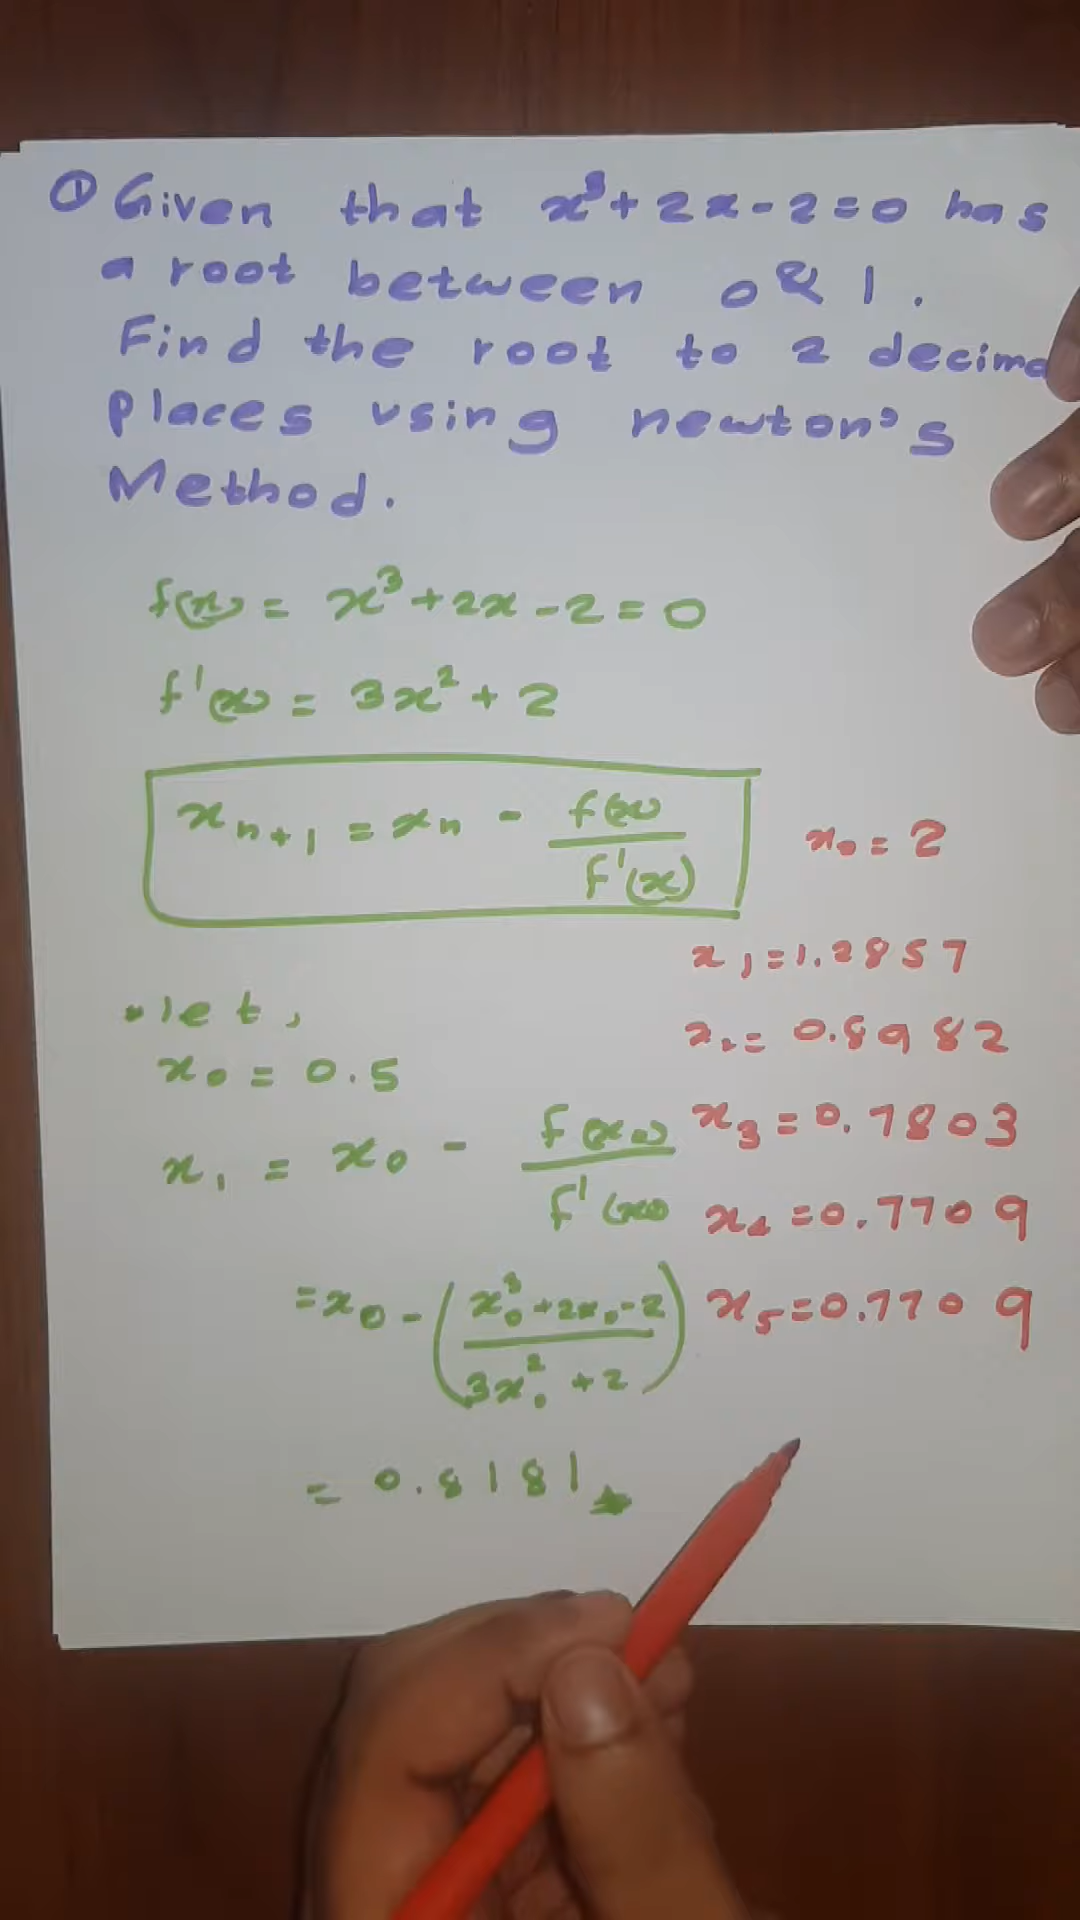 ① Given that x³+2x-2=0 has
a root between 0 & 1.
Find the root to 2 decima
places using newton's
Method.
f(x) = x³+2x-2=0
f'(x) = 3x²+2
xₙ₊₁ = xₙ - f(x)/f'(x)
let,
x₀ = 0.5
x₁ = x₀ - f(x₀)/f'(x₀)
= x₀ - (x₀³+2x₀-2 / 3x₀²+2)
= 0.8181
x₀ = 2
x₁ = 1.2857
x₂ = 0.8982
x₃ = 0.7803
x₄ = 0.7709
x₅ = 0.7709